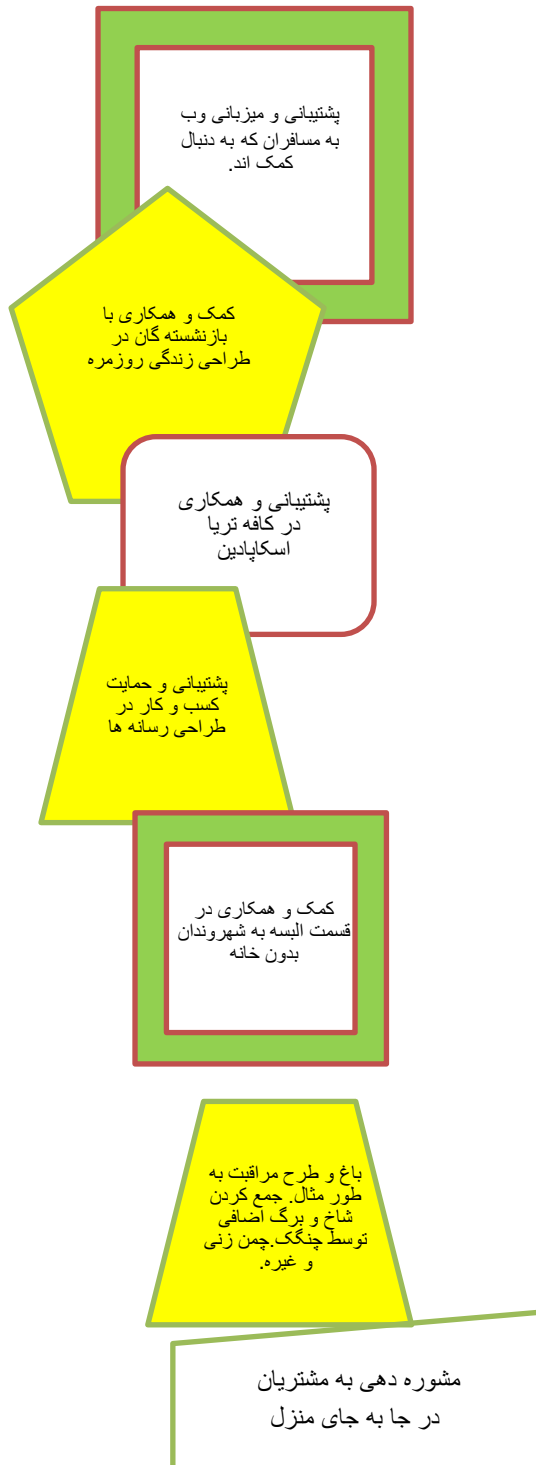 پشتیبانی و میزبانی وب
به مسافران که به دنبال
کمک اند.
کمک و همکاری با
بازنشسته گان در
طراحی زندگی روزمره
پشتیبانی و همکاری
در کافه تریا
اسکاپادین
پشتیبانی و حمایت
کسب و کار در
طراحی رسانه ها
کمک و همکاری در
قسمت البسه به شهروندان
بدون خانه
باغ و طرح مراقبت به
طور مثال. جمع کردن
شاخ و برگ اضافی
توسط چنگک.چمن زنی
و غیره.
مشوره دهی به مشتریان
در جا به جای منزل